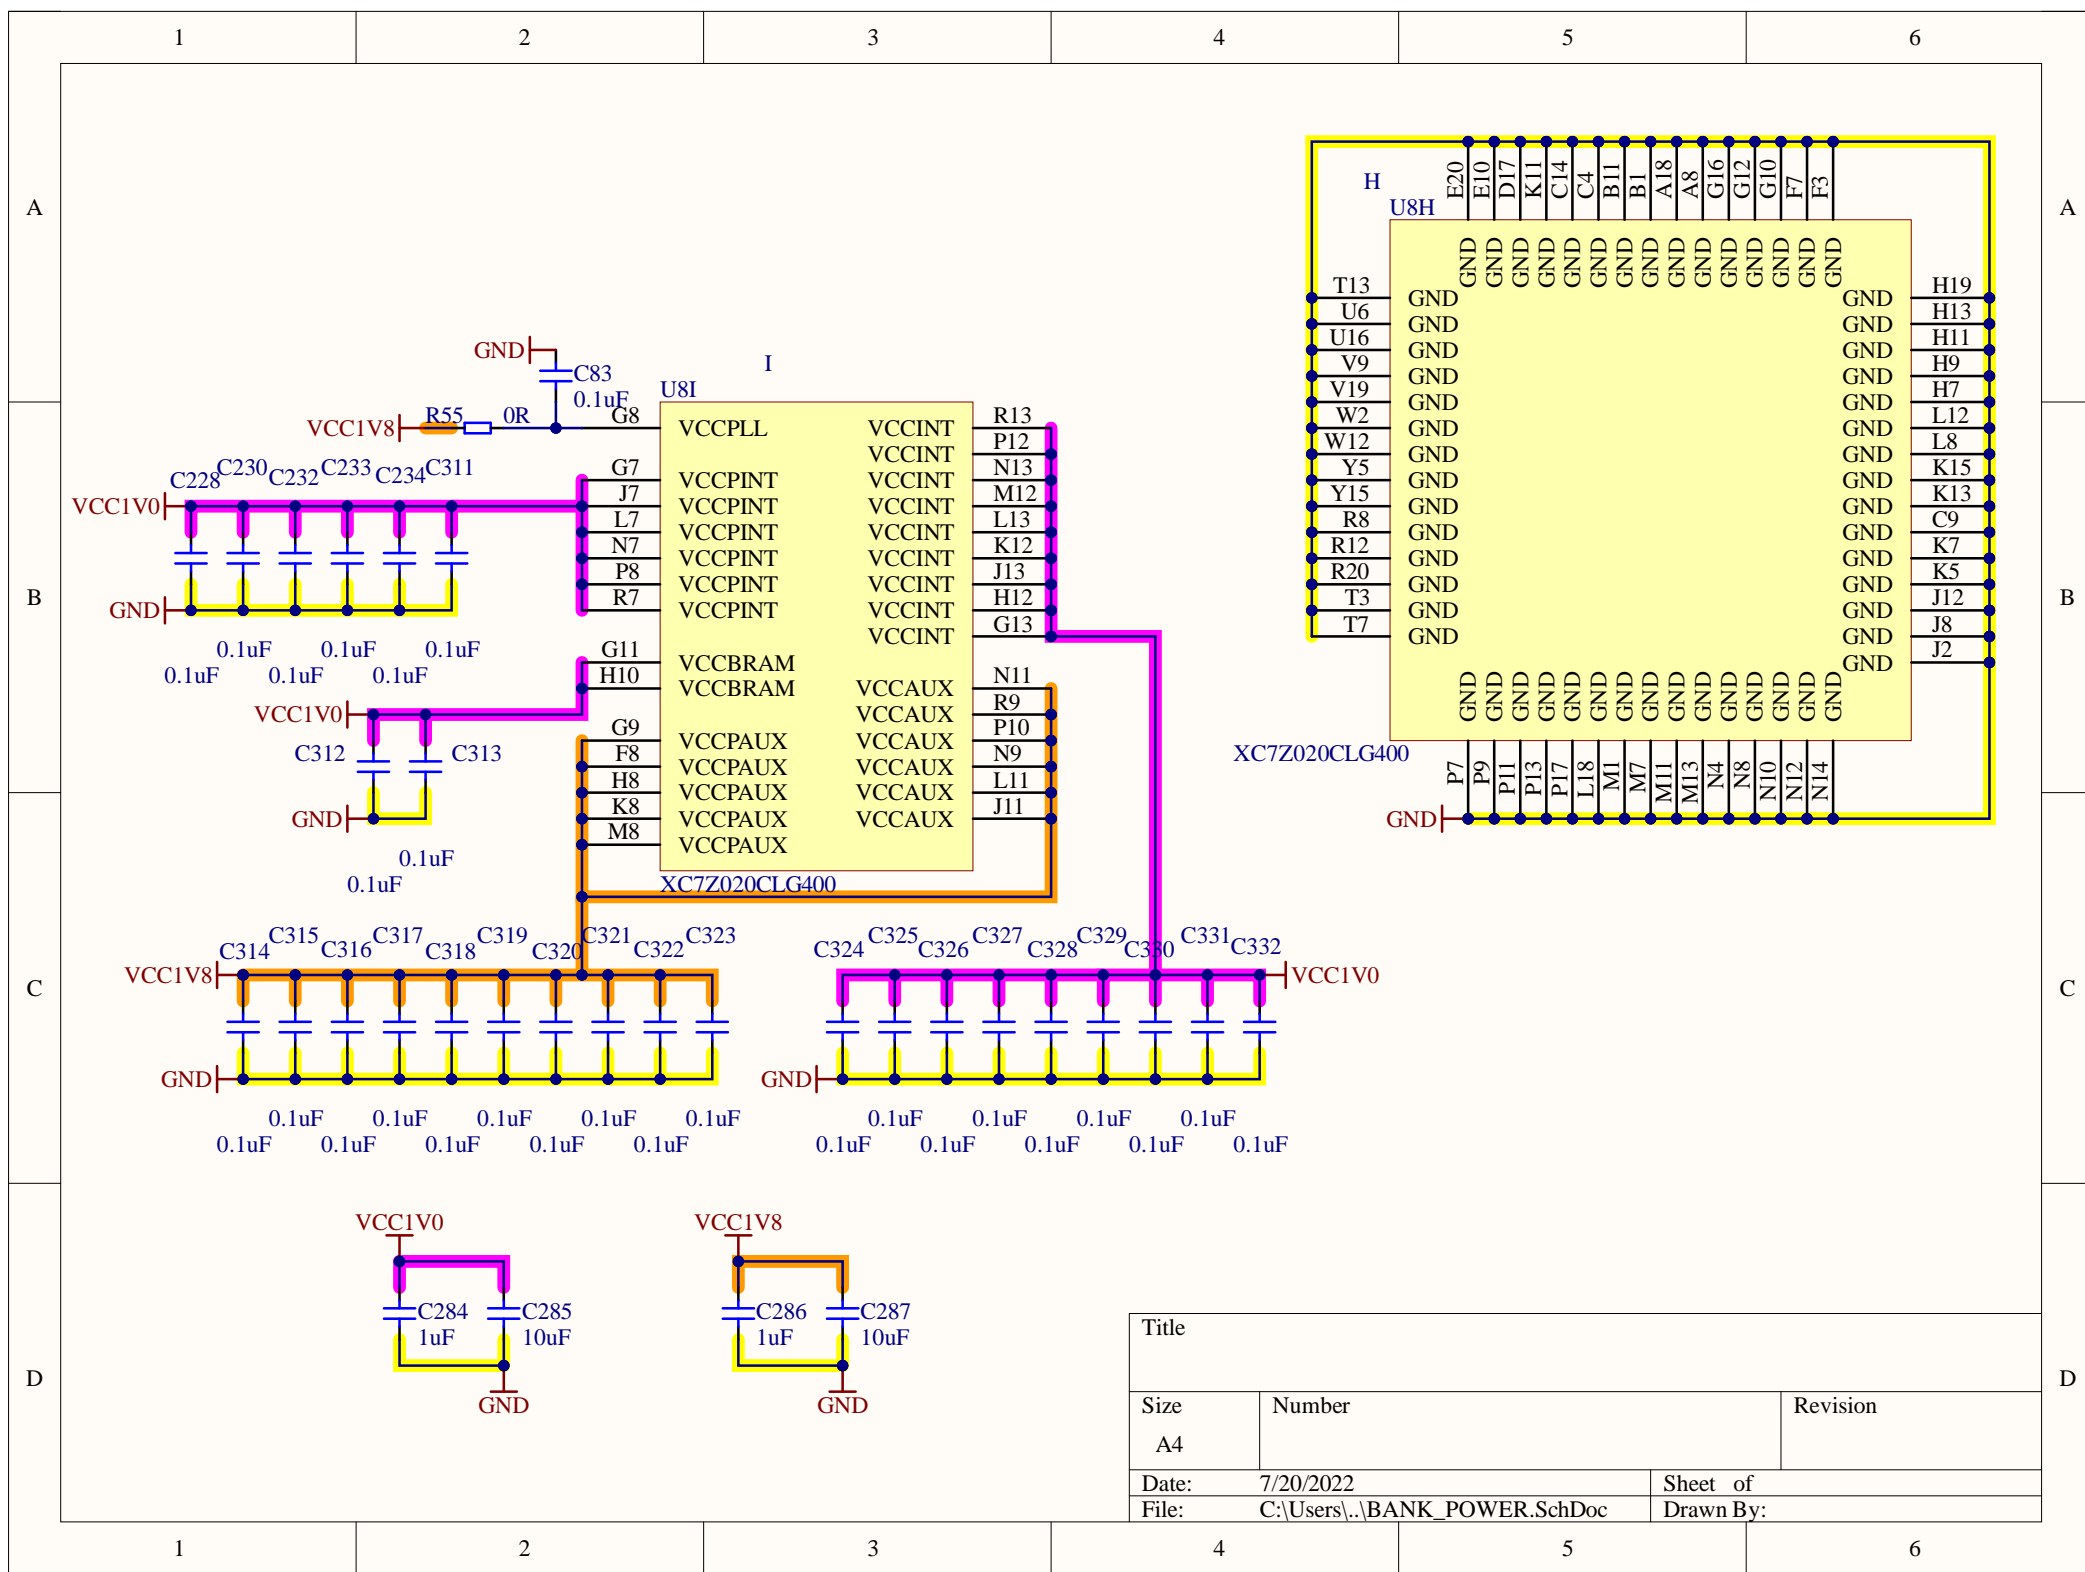 1 2 3 4 5 6
A A
B B
C C
D D
H
U8H
E20 E10 D17 K11 C14 C4 B11 B1 A18 A8 G16 G12 G10 F7 F3
GND GND GND GND GND GND GND GND GND GND GND GND GND GND GND
T13 GND GND H19
U6 GND GND H13
U16 GND GND H11
V9 GND GND H9
V19 GND GND H7
W2 GND GND L12
W12 GND GND L8
Y5 GND GND K15
Y15 GND GND K13
R8 GND GND C9
R12 GND GND K7
R20 GND GND K5
T3 GND GND J12
T7 GND GND J8
GND J2
GND GND GND GND GND GND GND GND GND GND GND GND GND GND GND
XC7Z020CLG400
P7 P9 P11 P13 P17 L18 M1 M7 M11 M13 N4 N8 N10 N12 N14
GND
GND
C83
0.1uF
I
U8I
VCC1V8 R55 0R G8 VCCPLL VCCINT R13
VCCINT P12
G7 VCCPINT VCCINT N13
J7 VCCPINT VCCINT M12
L7 VCCPINT VCCINT L13
N7 VCCPINT VCCINT K12
P8 VCCPINT VCCINT J13
R7 VCCPINT VCCINT H12
VCCINT G13
G11 VCCBRAM
H10 VCCBRAM VCCAUX N11
VCCAUX R9
G9 VCCPAUX VCCAUX P10
F8 VCCPAUX VCCAUX N9
H8 VCCPAUX VCCAUX L11
K8 VCCPAUX VCCAUX J11
M8 VCCPAUX
XC7Z020CLG400
C228 C230 C232 C233 C234 C311
VCC1V0
GND
0.1uF 0.1uF 0.1uF
0.1uF 0.1uF 0.1uF
VCC1V0
C312 C313
GND
0.1uF
0.1uF
C314 C315 C316 C317 C318 C319 C320 C321 C322 C323
VCC1V8
GND
0.1uF 0.1uF 0.1uF 0.1uF 0.1uF
0.1uF 0.1uF 0.1uF 0.1uF 0.1uF
C324 C325 C326 C327 C328 C329 C330 C331 C332
VCC1V0
GND
0.1uF 0.1uF 0.1uF 0.1uF
0.1uF 0.1uF 0.1uF 0.1uF 0.1uF
VCC1V0
C284 C285
1uF 10uF
GND
VCC1V8
C286 C287
1uF 10uF
GND
Title
Size Number Revision
A4
Date: 7/20/2022 Sheet of
File: C:\Users\..\BANK_POWER.SchDoc Drawn By:
1 2 3 4 5 6